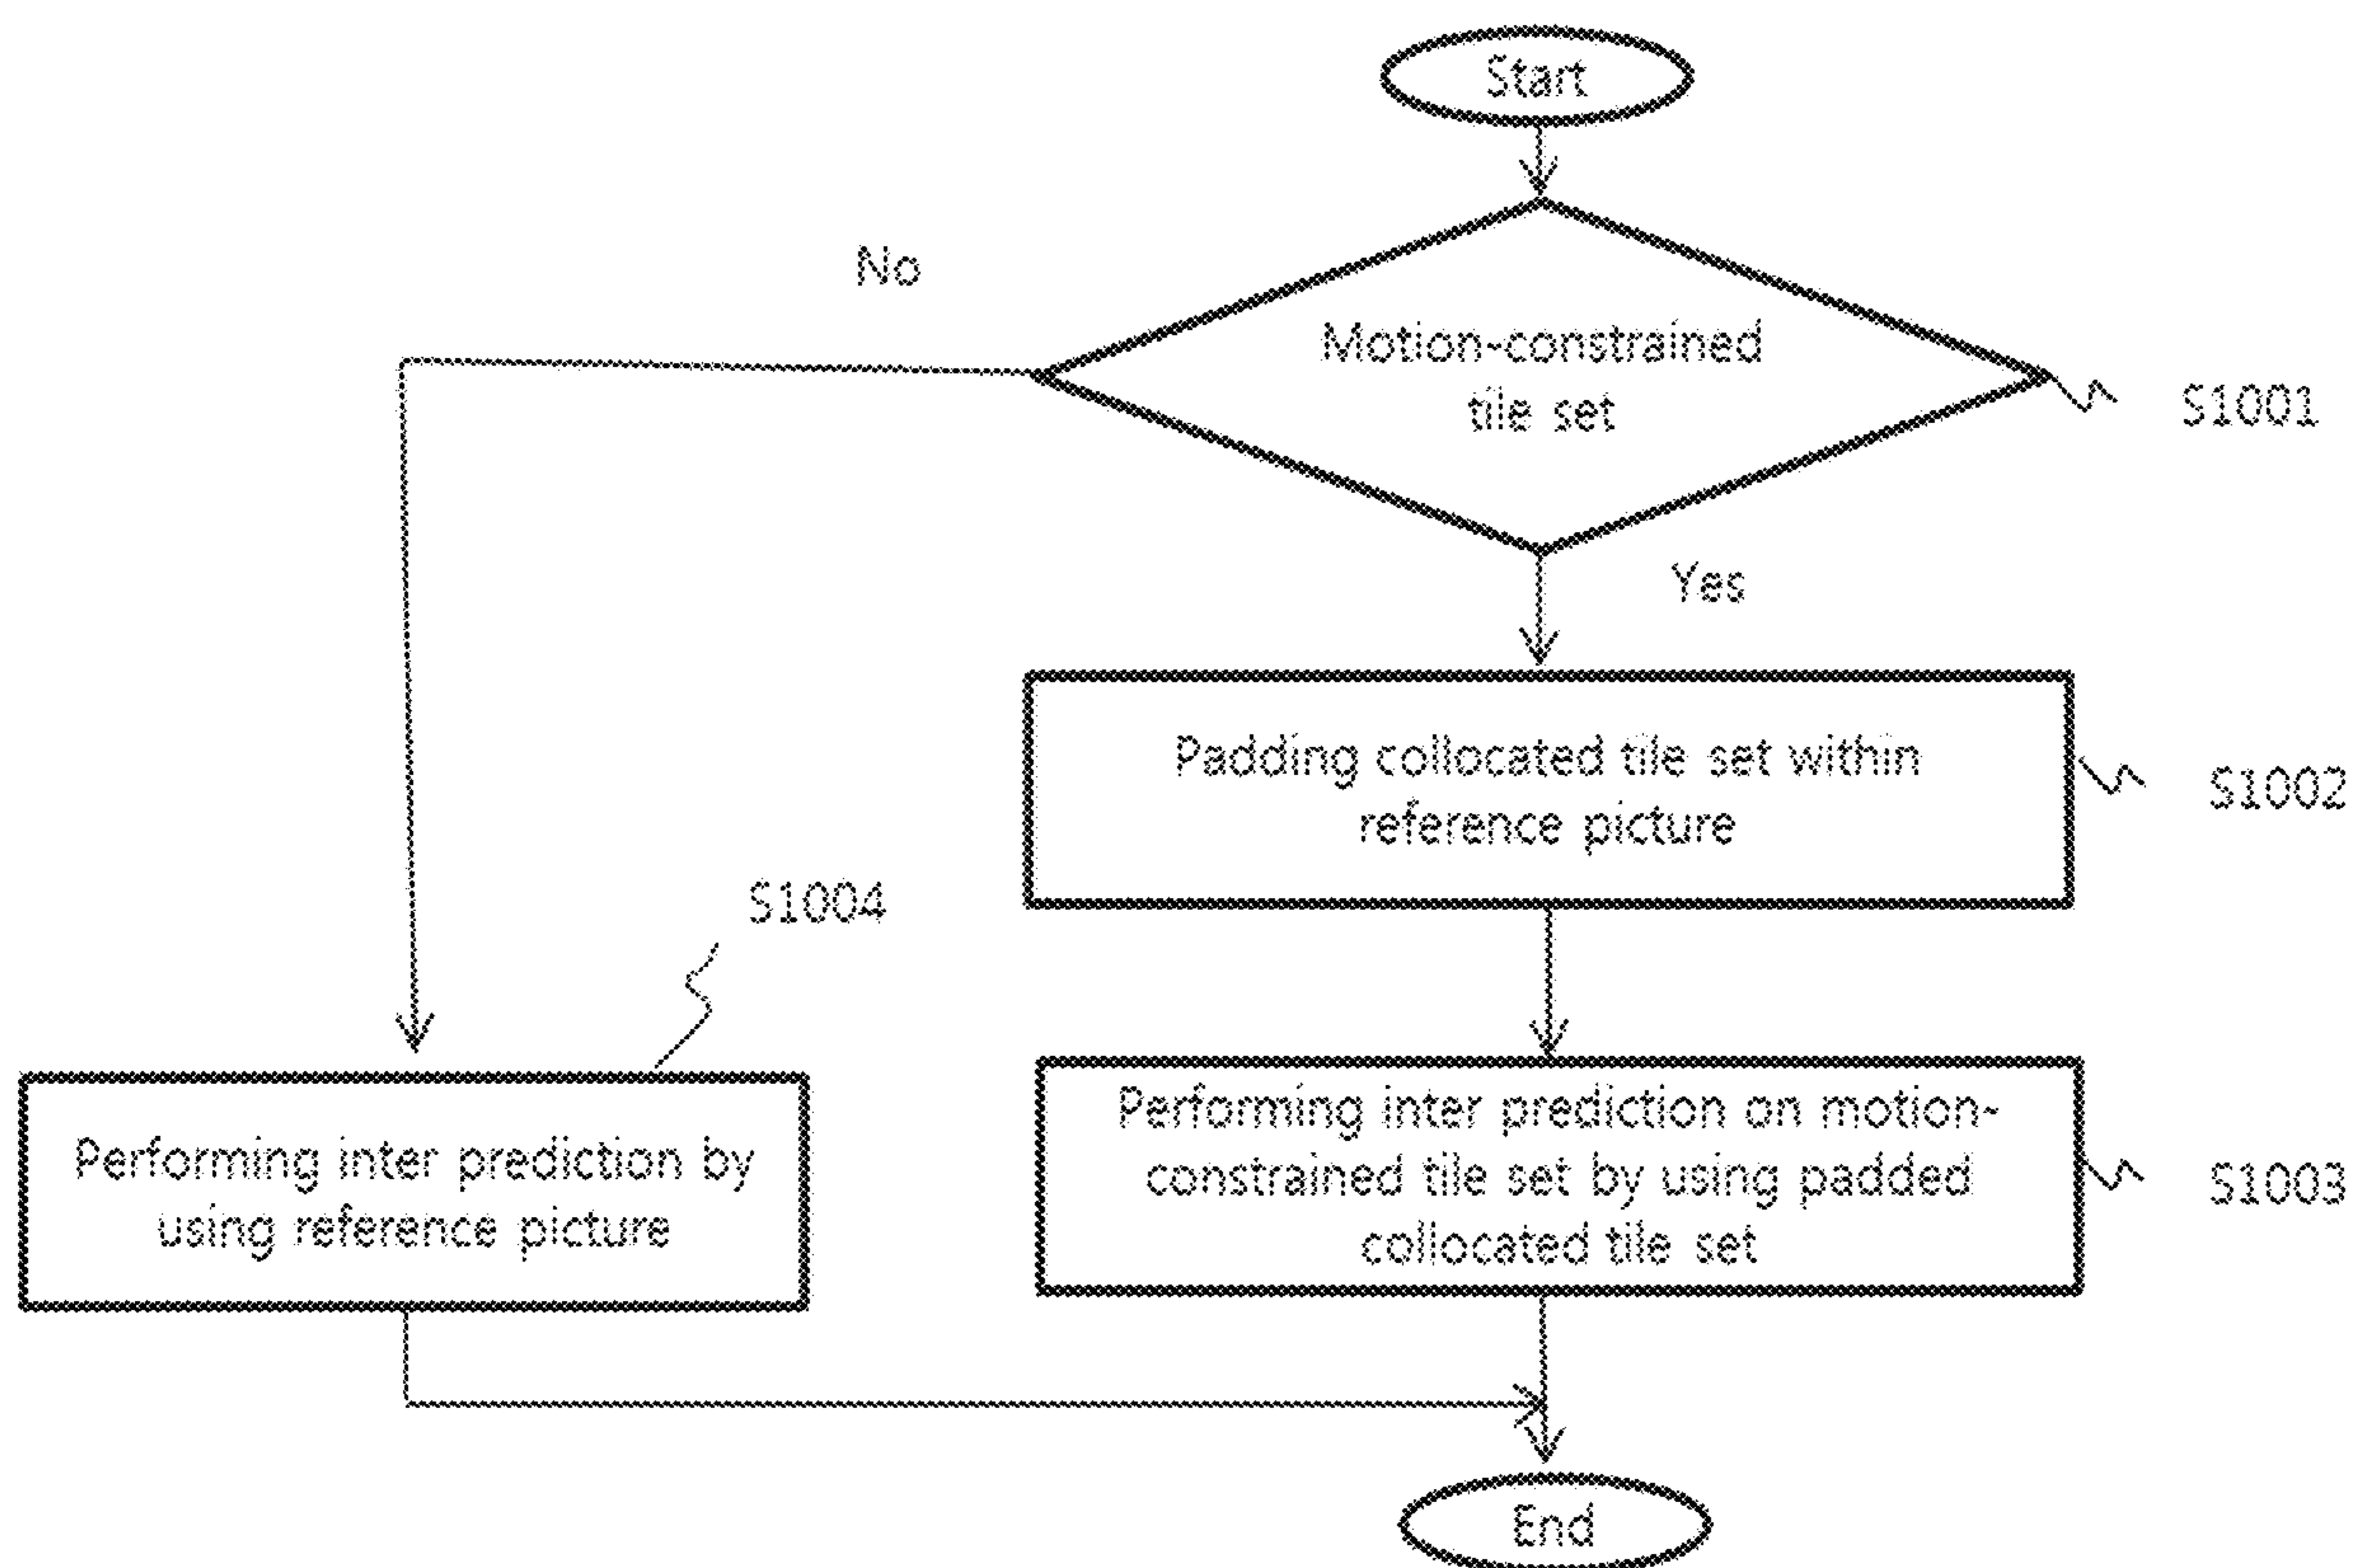 Start
No
Motion-constrained
tile set
S1001
Yes
Padding collocated tile set within
reference picture
S1002
S1004
Performing inter prediction by
using reference picture
Performing inter prediction on motion-
constrained tile set by using padded
collocated tile set
S1003
End